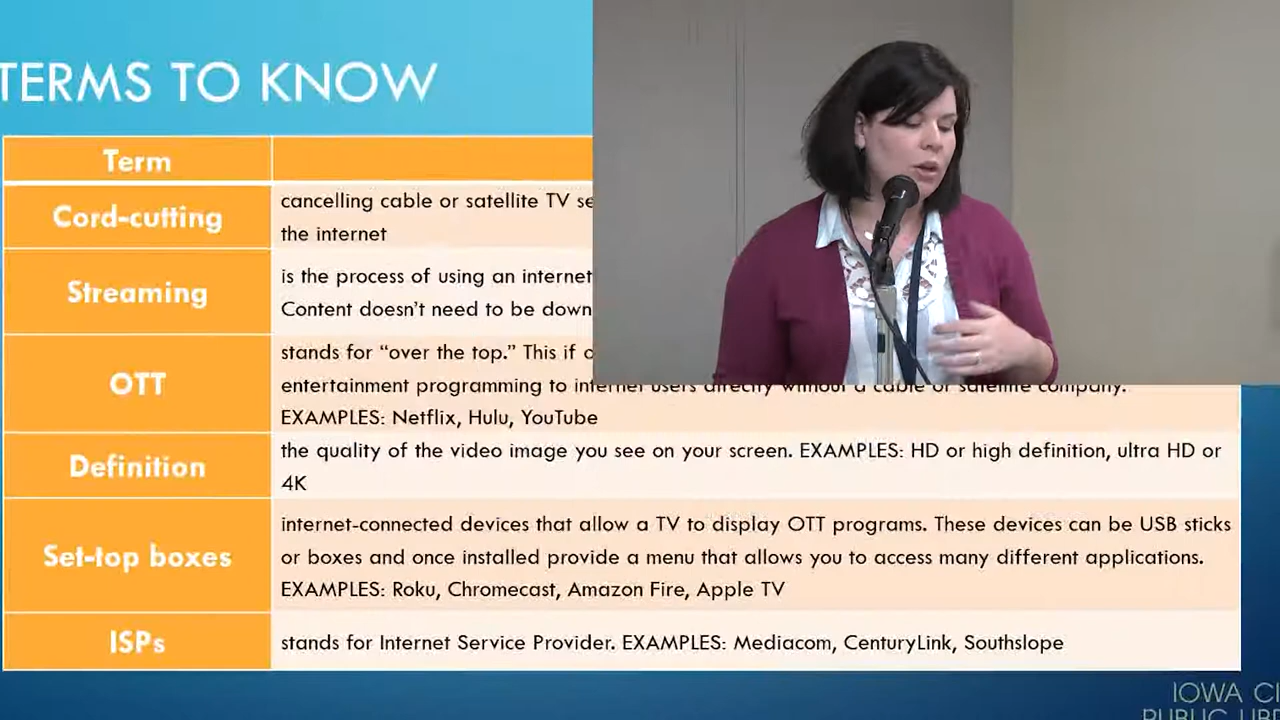 TERMS TO KNOW
Term
Cord-cutting
cancelling cable or satellite TV
the internet
Streaming
is the process of using an internet
Content doesn't need to be
OTT
stands for “over the top.” This if
entertainment programming to internet users directly without a cable or satellite company.
EXAMPLES: Netflix, Hulu, YouTube
Definition
the quality of the video image you see on your screen. EXAMPLES: HD or high definition, ultra HD or
4K
Set-top boxes
internet-connected devices that allow a TV to display OTT programs. These devices can be USB sticks
or boxes and once installed provide a menu that allows you to access many different applications.
EXAMPLES: Roku, Chromecast, Amazon Fire, Apple TV
ISPs
stands for Internet Service Provider. EXAMPLES: Mediacom, CenturyLink, Southslope
IOWA
PUBLIC